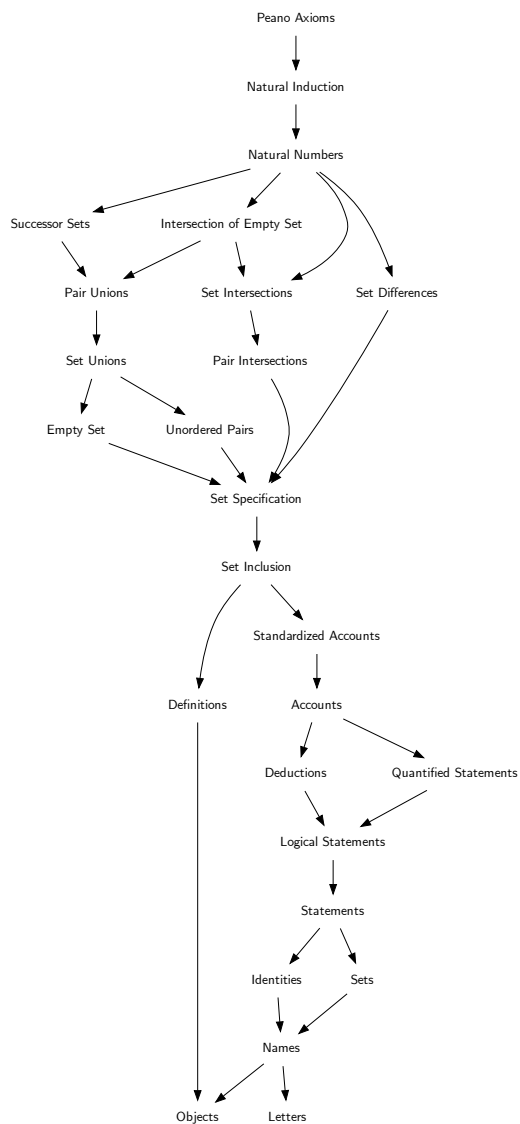 Peano Axioms
Natural Induction
Natural Numbers
Successor Sets
Intersection of Empty Set
Pair Unions
Set Intersections
Set Differences
Set Unions
Pair Intersections
Empty Set
Unordered Pairs
Set Specification
Set Inclusion
Standardized Accounts
Definitions
Accounts
Deductions
Quantified Statements
Logical Statements
Statements
Identities
Sets
Names
Objects
Letters